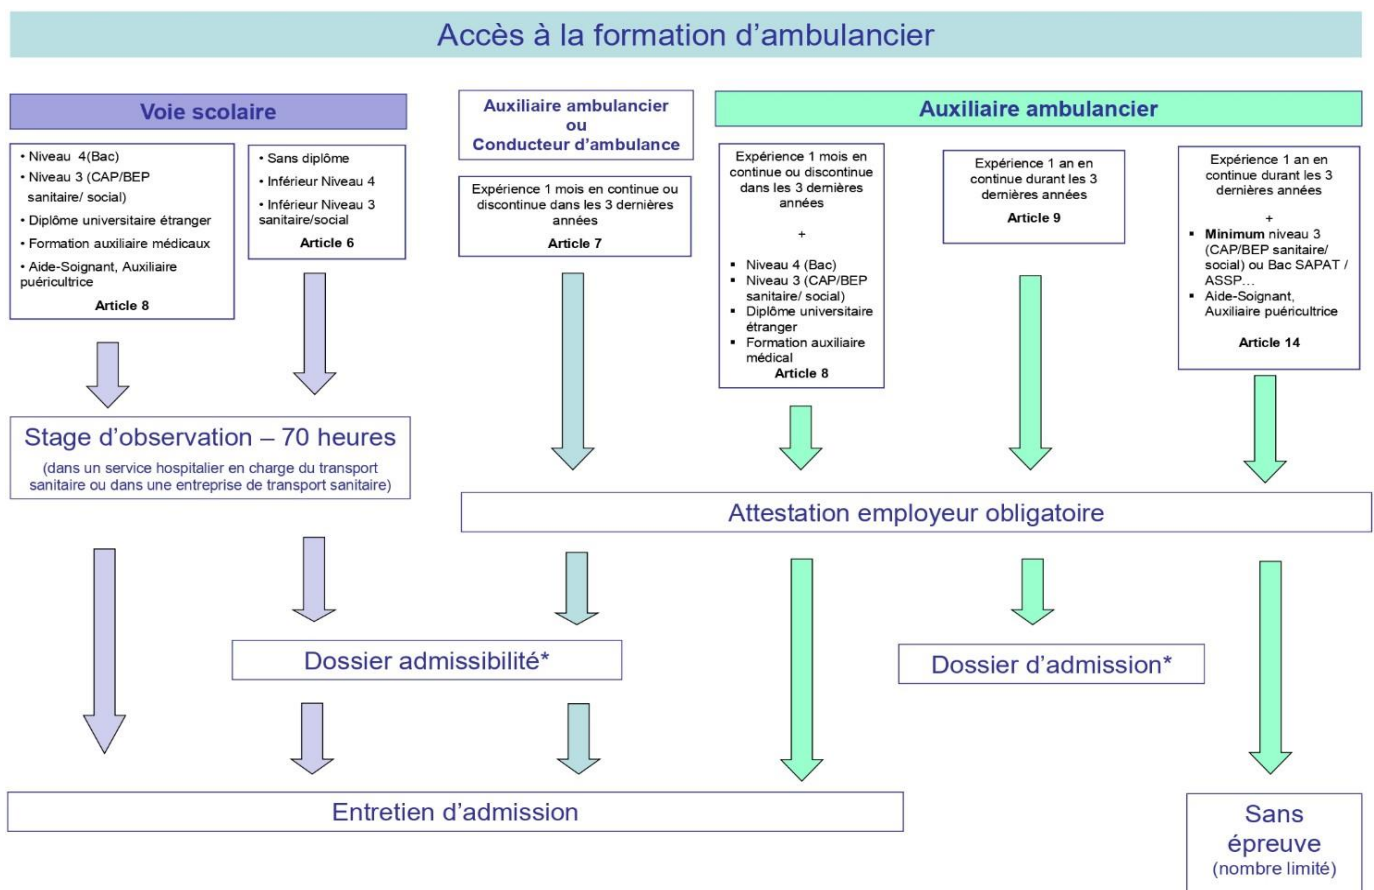 Accès à la formation d'ambulancier
Voie scolaire
• Niveau 4(Bac)
• Niveau 3 (CAP/BEP
sanitaire/ social)
• Diplôme universitaire étranger
• Formation auxiliaire médicaux
• Aide-Soignant, Auxiliaire
puéricultrice
Article 8
• Sans diplôme
• Inférieur Niveau 4
• Inférieur Niveau 3
sanitaire/social
Article 6
Auxiliaire ambulancier
ou
Conducteur d'ambulance
Expérience 1 mois en continue ou
discontinue dans les 3 dernières
années
Article 7
Auxiliaire ambulancier
Expérience 1 mois en
continue ou discontinue
dans les 3 dernières
années
+
▪ Niveau 4 (Bac)
▪ Niveau 3 (CAP/BEP
sanitaire/ social)
▪ Diplôme universitaire
étranger
▪ Formation auxiliaire
médical
Article 8
Expérience 1 an en
continue durant les 3
dernières années
Article 9
Expérience 1 an en
continue durant les 3
dernières années
+
▪ Minimum niveau 3
(CAP/BEP sanitaire/
social) ou Bac SAPAT /
ASSP…
▪ Aide-Soignant,
Auxiliaire puéricultrice
Article 14
Stage d'observation – 70 heures
(dans un service hospitalier en charge du transport
sanitaire ou dans une entreprise de transport sanitaire)
Attestation employeur obligatoire
Dossier admissibilité*
Dossier d'admission*
Entretien d'admission
Sans
épreuve
(nombre limité)